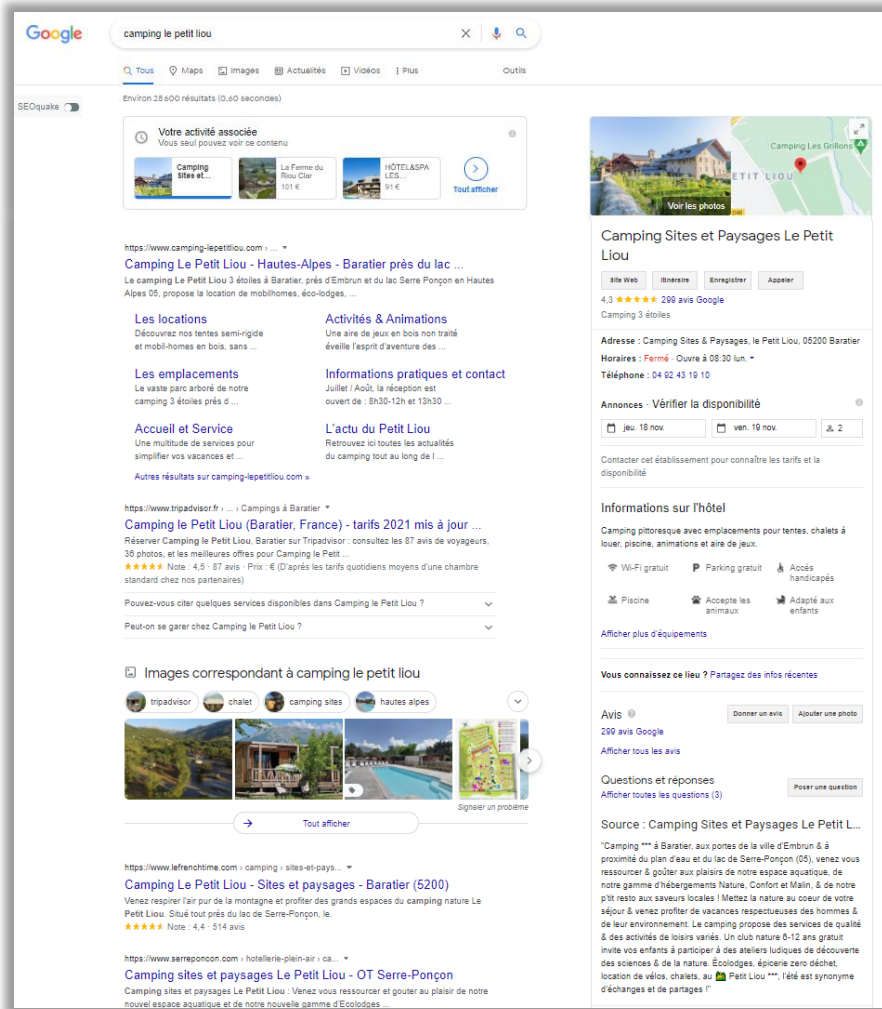 Google
camping le petit liou
Tous Maps Images Actualités Vidéos Plus Outils
SEOquake
Environ 28 600 résultats (0,60 secondes)
Votre activité associée
Vous seul pouvez voir ce contenu
Camping Sites et...
La Ferme du Riou Clar
101 €
HÔTEL&SPA LES...
91 €
Tout afficher
https://www.camping-lepetitliou.com › ...
Camping Le Petit Liou - Hautes-Alpes - Baratier près du lac ...
Le camping Le Petit Liou 3 étoiles à Baratier, près d'Embrun et du lac Serre Ponçon en Hautes
Alpes 05, propose la location de mobilhomes, éco-lodges, ...
Les locations
Découvrez nos tentes semi-rigide
et mobil-homes en bois, sans ...
Activités & Animations
Une aire de jeux en bois non traité
éveille l'esprit d'aventure des ...
Les emplacements
Le vaste parc arboré de notre
camping 3 étoiles près d ...
Informations pratiques et contact
Juillet / Août, la réception est
ouvert de : 8h30-12h et 13h30 ...
Accueil et Service
Une multitude de services pour
simplifier vos vacances et ...
L'actu du Petit Liou
Retrouvez ici toutes les actualités
du camping tout au long de l ...
Autres résultats sur camping-lepetitliou.com »
https://www.tripadvisor.fr › ... › Campings à Baratier
Camping le Petit Liou (Baratier, France) - tarifs 2021 mis à jour ...
Réserver Camping le Petit Liou, Baratier sur Tripadvisor : consultez les 87 avis de voyageurs,
36 photos, et les meilleures offres pour Camping le Petit ...
Note : 4,5 · 87 avis · Prix : € (D'après les tarifs quotidiens moyens d'une chambre
standard chez nos partenaires)
Pouvez-vous citer quelques services disponibles dans Camping le Petit Liou ?
Peut-on se garer chez Camping le Petit Liou ?
Images correspondant à camping le petit liou
tripadvisor chalet camping sites hautes alpes
Signaler un problème
Tout afficher
https://www.lefrenchtime.com › camping › sites-et-pays...
Camping Le Petit Liou - Sites et paysages - Baratier (5200)
Venez respirer l'air pur de la montagne et profiter des grands espaces du camping nature Le
Petit Liou. Situé tout près du lac de Serre-Ponçon, le.
Note : 4,4 · 514 avis
https://www.serreponcon.com › hotellerie-plein-air › ca...
Camping sites et paysages Le Petit Liou - OT Serre-Ponçon
Camping sites et paysages Le Petit Liou : Venez vous ressourcer et gouter au plaisir de notre
nouvel espace aquatique et de notre nouvelle gamme d'Ecolodges ...
Camping Les Grillons
ETIT LIOU
Voir les photos
Camping Sites et Paysages Le Petit
Liou
Site Web Itinéraire Enregistrer Appeler
4,3 299 avis Google
Camping 3 étoiles
Adresse : Camping Sites & Paysages, le Petit Liou, 05200 Baratier
Horaires : Fermé · Ouvre à 08:30 lun.
Téléphone : 04 92 43 19 10
Annonces · Vérifier la disponibilité
jeu. 18 nov. ven. 19 nov. 2
Contacter cet établissement pour connaître les tarifs et la
disponibilité
Informations sur l'hôtel
Camping pittoresque avec emplacements pour tentes, chalets à
louer, piscine, animations et aire de jeux.
Wi-Fi gratuit
P Parking gratuit
Accès handicapés
Piscine
Accepte les animaux
Adapté aux enfants
Afficher plus d'équipements
Vous connaissez ce lieu ? Partagez des infos récentes
Avis
Donner un avis Ajouter une photo
299 avis Google
Afficher tous les avis
Questions et réponses
Afficher toutes les questions (3)
Poser une question
Source : Camping Sites et Paysages Le Petit L...
"Camping *** à Baratier, aux portes de la ville d'Embrun & à
proximité du plan d'eau et du lac de Serre-Ponçon (05), venez vous
ressourcer & goûter aux plaisirs de notre espace aquatique, de
notre gamme d'hébergements Nature, Confort et Malin, & de notre
p'tit resto aux saveurs locales ! Mettez la nature au coeur de votre
séjour & venez profiter de vacances respectueuses des hommes &
de leur environnement. Le camping propose des services de qualité
& des activités de loisirs variés. Un club nature 6-12 ans gratuit
invite vos enfants à participer à des ateliers ludiques de découverte
des sciences & de la nature. Écolodges, épicerie zero déchet,
location de vélos, chalets, au Petit Liou ***, l'été est synonyme
d'échanges et de partages !"